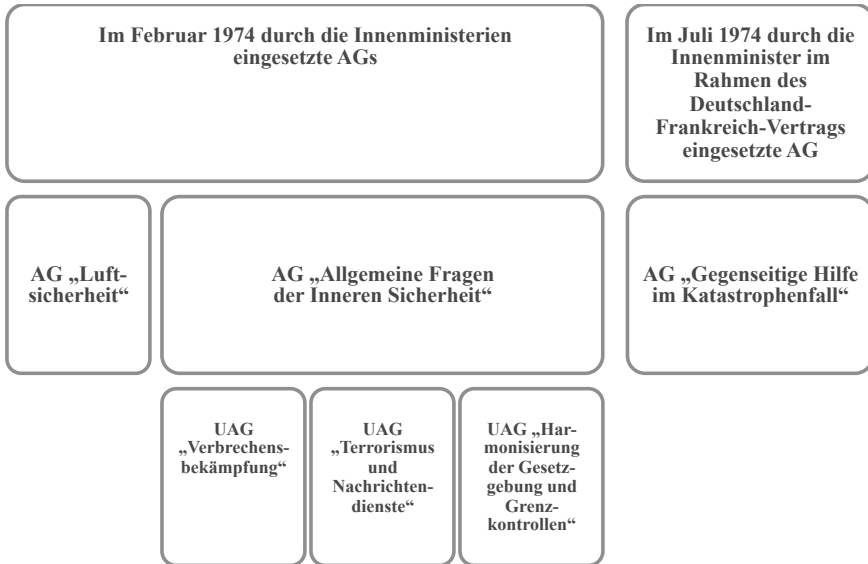 Im Februar 1974 durch die Innenministerien
eingesetzte AGs
Im Juli 1974 durch die
Innenminister im
Rahmen des
Deutschland-
Frankreich-Vertrags
eingesetzte AG
AG „Luft-
sicherheit“
AG „Allgemeine Fragen
der Inneren Sicherheit“
AG „Gegenseitige Hilfe
im Katastrophenfall“
UAG
„Verbrechens-
bekämpfung“
UAG
„Terrorismus
und
Nachrichten-
dienste“
UAG „Har-
monisierung
der Gesetz-
gebung und
Grenz-
kontrollen“